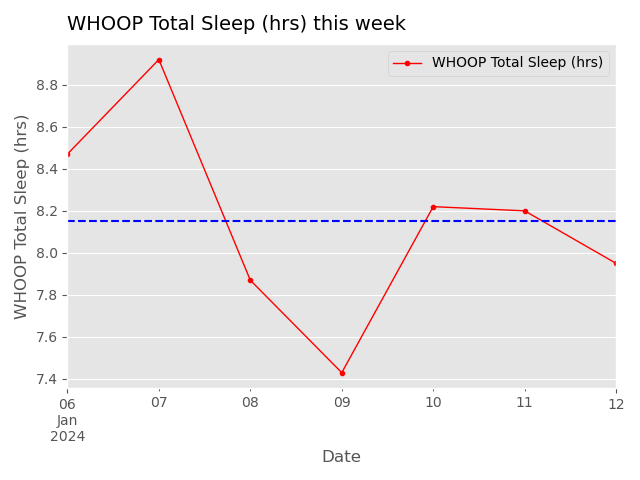 WHOOP Total Sleep (hrs) this week
WHOOP Total Sleep (hrs)
WHOOP Total Sleep (hrs)
8.8
8.6
8.4
8.2
8.0
7.8
7.6
7.4
06 07 08 09 10 11 12
Jan
2024
Date